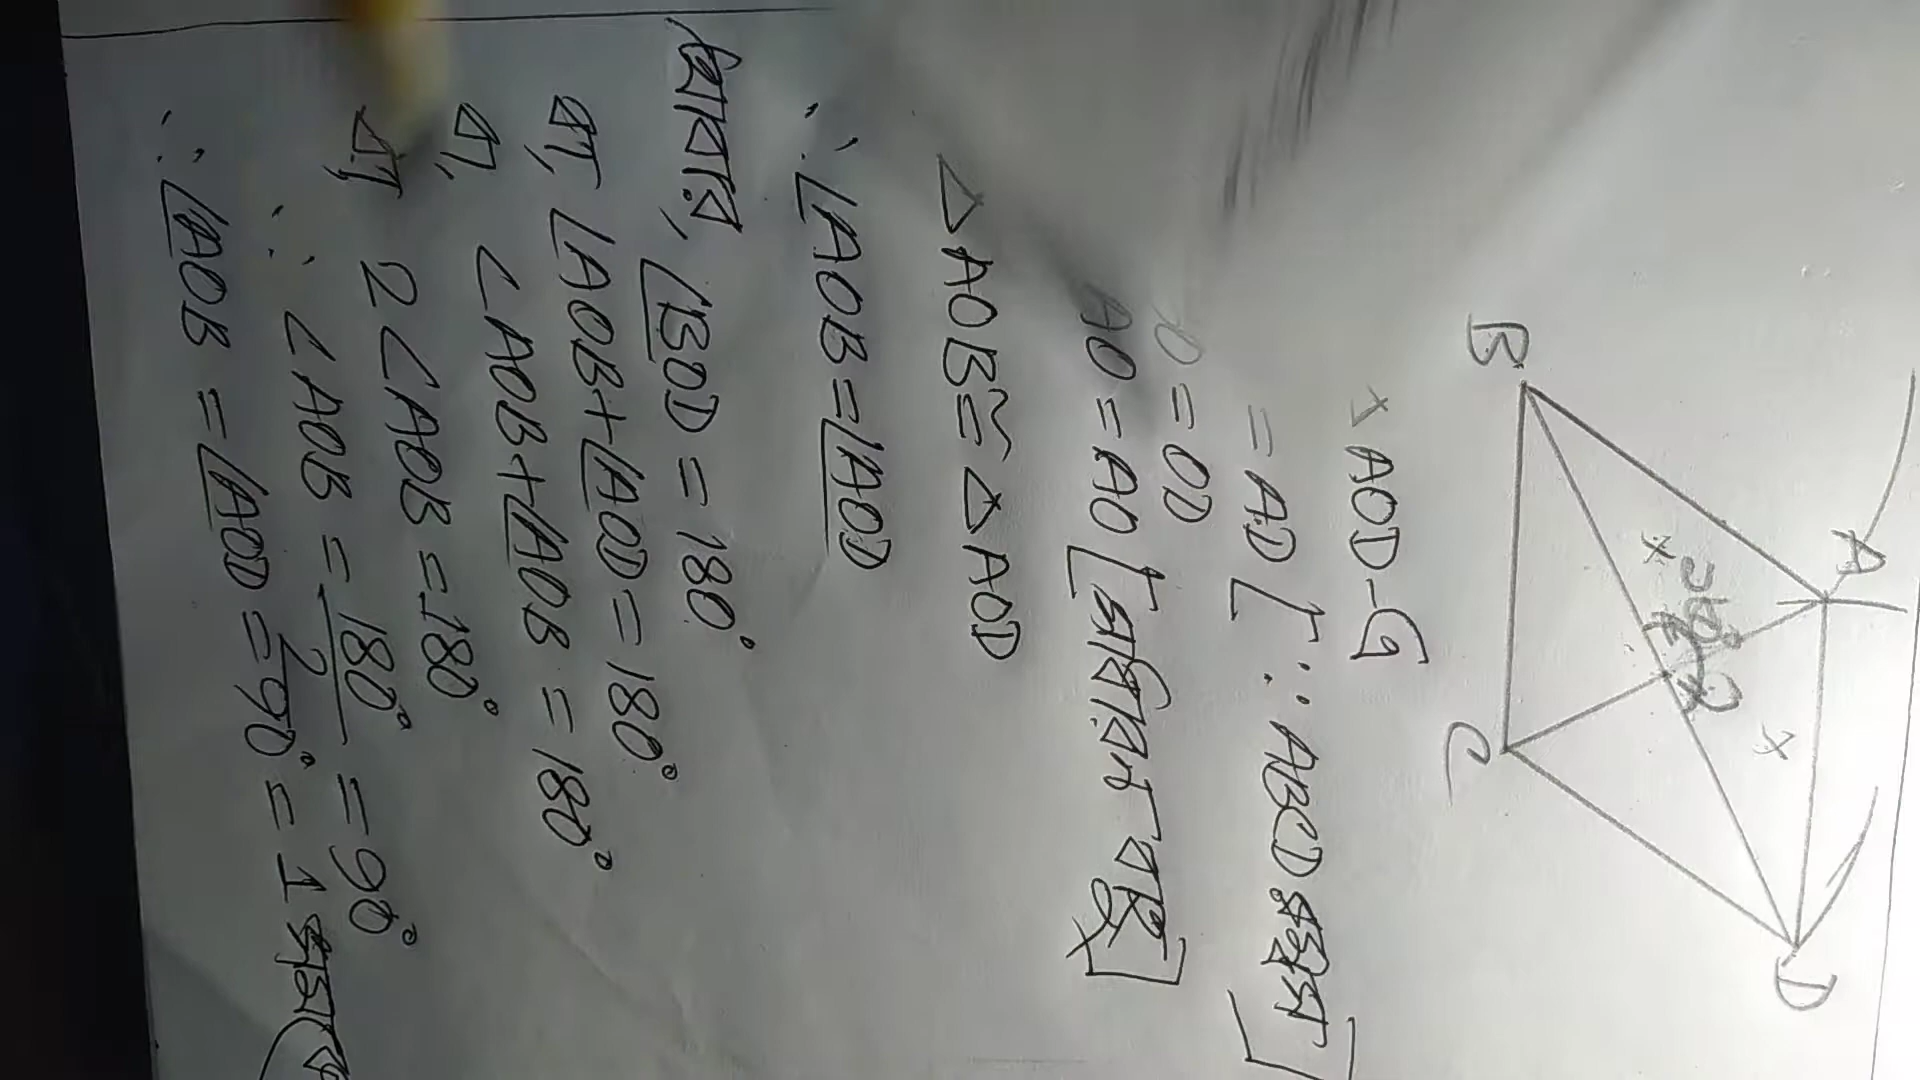 A
B
D
C
x
x
△AOD-এ
= AD [∵ ABCD রম্বস]
O = OD
AO = AO [সাধারণ বাহু]
△AOB ≅ △AOD
∴ ∠AOB = ∠AOD
আবার, ∠BOD = 180°
বা, ∠AOB + ∠AOD = 180°
বা, ∠AOB + ∠AOB = 180°
বা 2∠AOB = 180°
∴ ∠AOB = 180°/2 = 90°
∴ ∠AOB = ∠AOD = 90° = 1